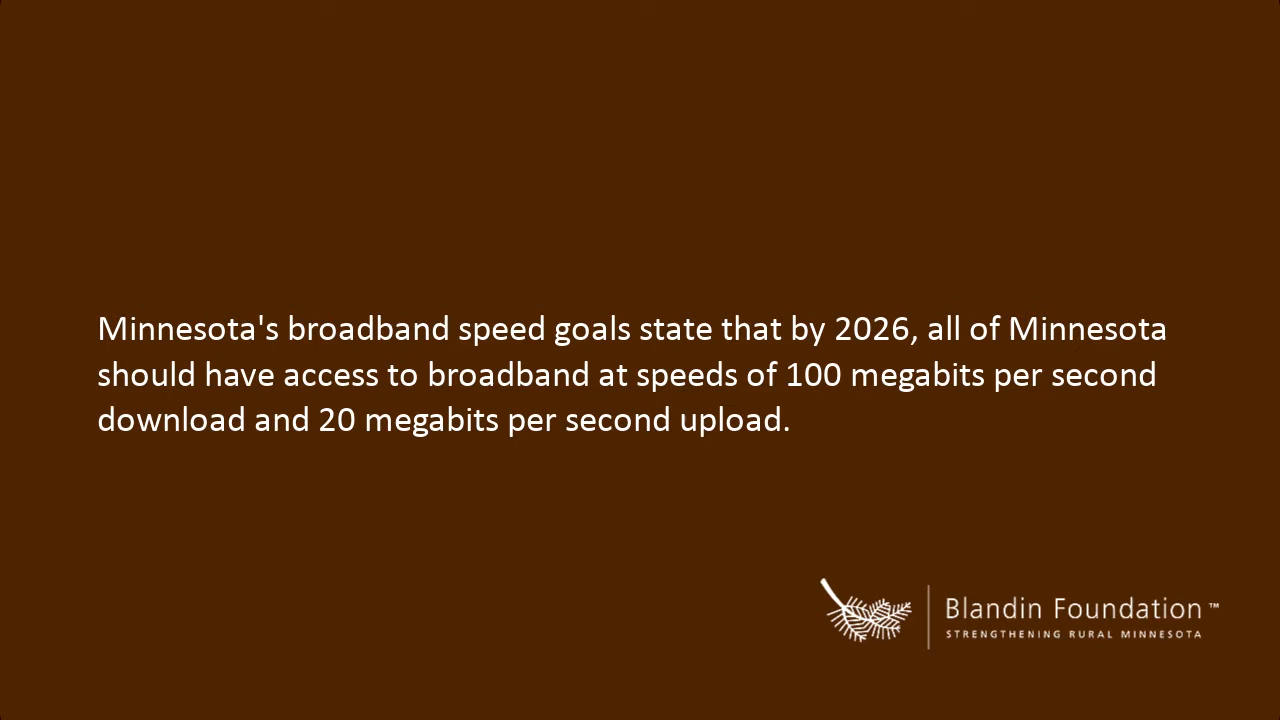 Minnesota's broadband speed goals state that by 2026, all of Minnesota
should have access to broadband at speeds of 100 megabits per second
download and 20 megabits per second upload.
Blandin Foundation™
STRENGTHENING RURAL MINNESOTA